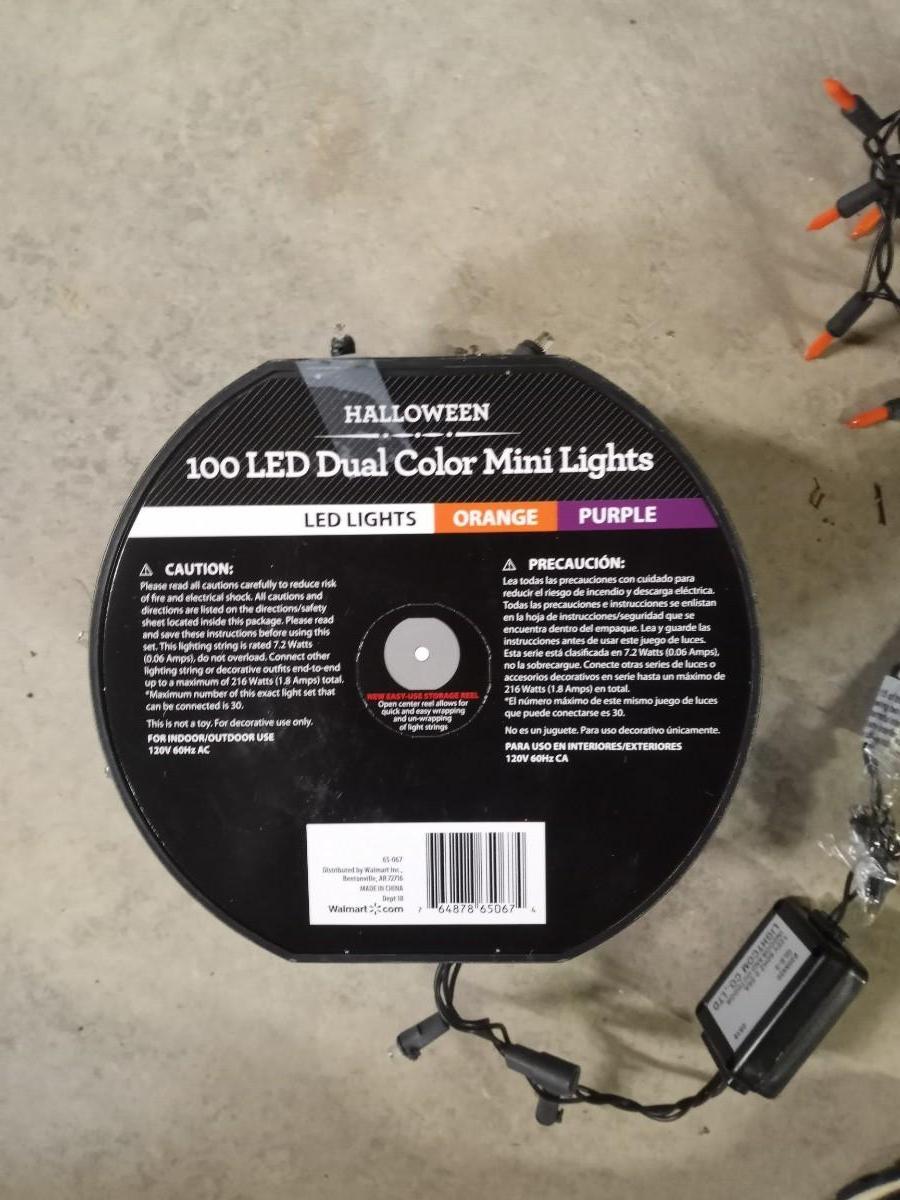 HALLOWEEN
100 LED Dual Color Mini Lights
LED LIGHTS ORANGE PURPLE
⚠ CAUTION:
Please read all cautions carefully to reduce risk
of fire and electrical shock. All cautions and
directions are listed on the directions/safety
sheet located inside this package. Please read
and save these instructions before using this
set. This lighting string is rated 7.2 Watts
(0.06 Amps), do not overload. Connect other
lighting string or decorative outfits end-to-end
up to a maximum of 216 Watts (1.8 Amps) total.
*Maximum number of this exact light set that
can be connected is 30.
This is not a toy. For decorative use only.
FOR INDOOR/OUTDOOR USE
120V 60Hz AC
NEW EASY-USE STORAGE REEL
Open center reel allows for
quick and easy wrapping
and un-wrapping
of light strings
⚠ PRECAUCIÓN:
Lea todas las precauciones con cuidado para
reducir el riesgo de incendio y descarga eléctrica.
Todas las precauciones e instrucciones se enlistan
en la hoja de instrucciones/seguridad que se
encuentra dentro del empaque. Lea y guarde las
instrucciones antes de usar este juego de luces.
Esta serie está clasificada en 7.2 Watts (0.06 Amps),
no la sobrecargue. Conecte otras series de luces o
accesorios decorativos en serie hasta un máximo de
216 Watts (1.8 Amps) en total.
*El número máximo de este mismo juego de luces
que puede conectarse es 30.
No es un juguete. Para uso decorativo únicamente.
PARA USO EN INTERIORES/EXTERIORES
120V 60Hz CA
65-067
Distributed by Walmart Inc.,
Bentonville, AR 72716
MADE IN CHINA
Dept 18
Walmart.com
7 64878 65067 4
LIGHTCOM CO., LTD